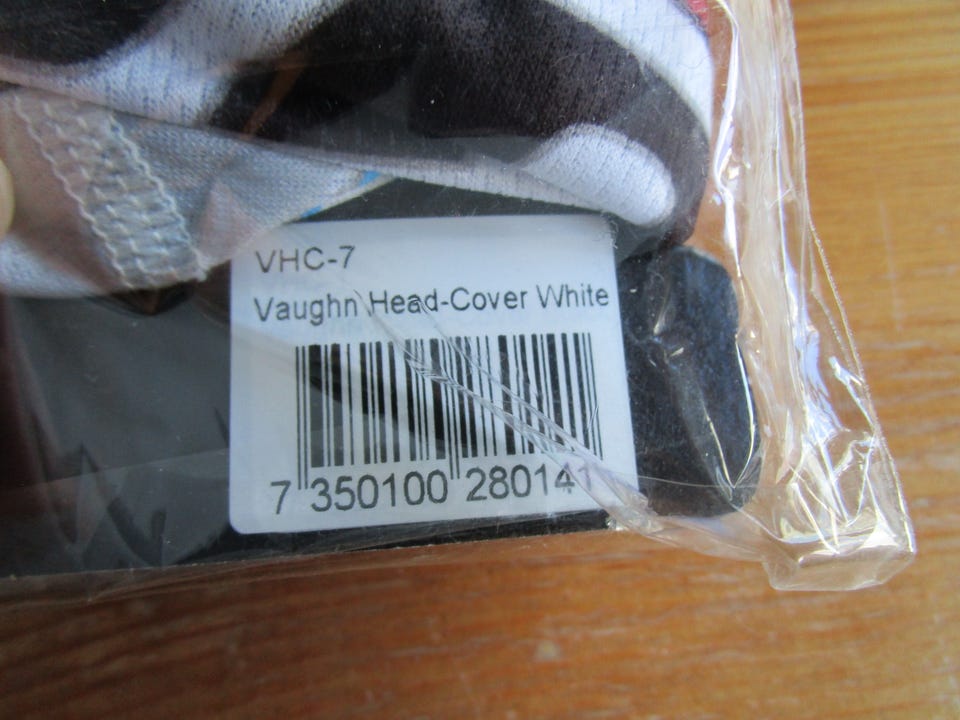 VHC-7
Vaughn Head-Cover White
7 350100 280141